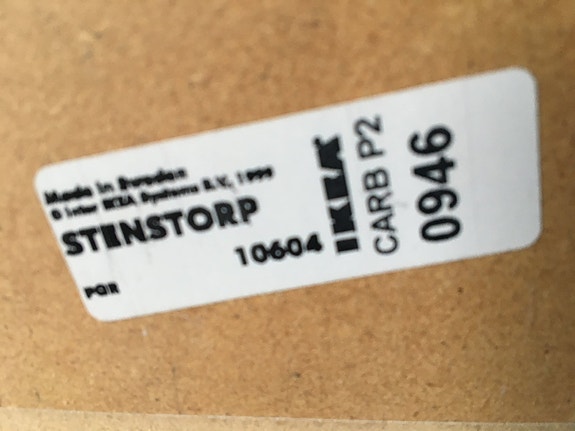 Made in Sweden
© Inter IKEA Systems B.V. 1999
STENSTORP
10604
PGR
IKEA
CARB P2
0946